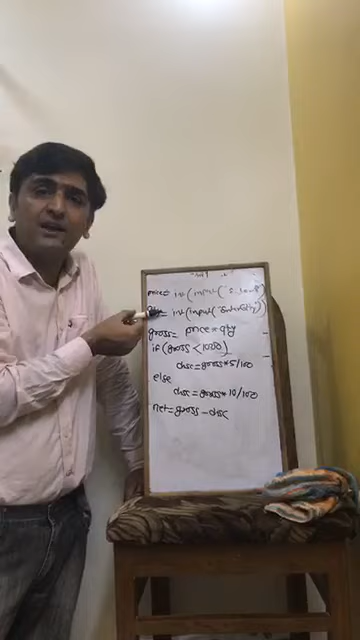 price= int(input("
int(input("
gross= price*qty
if (gross <1000)
disc=gross*5/100
else
disc=gross*10/100
net=gross-disc